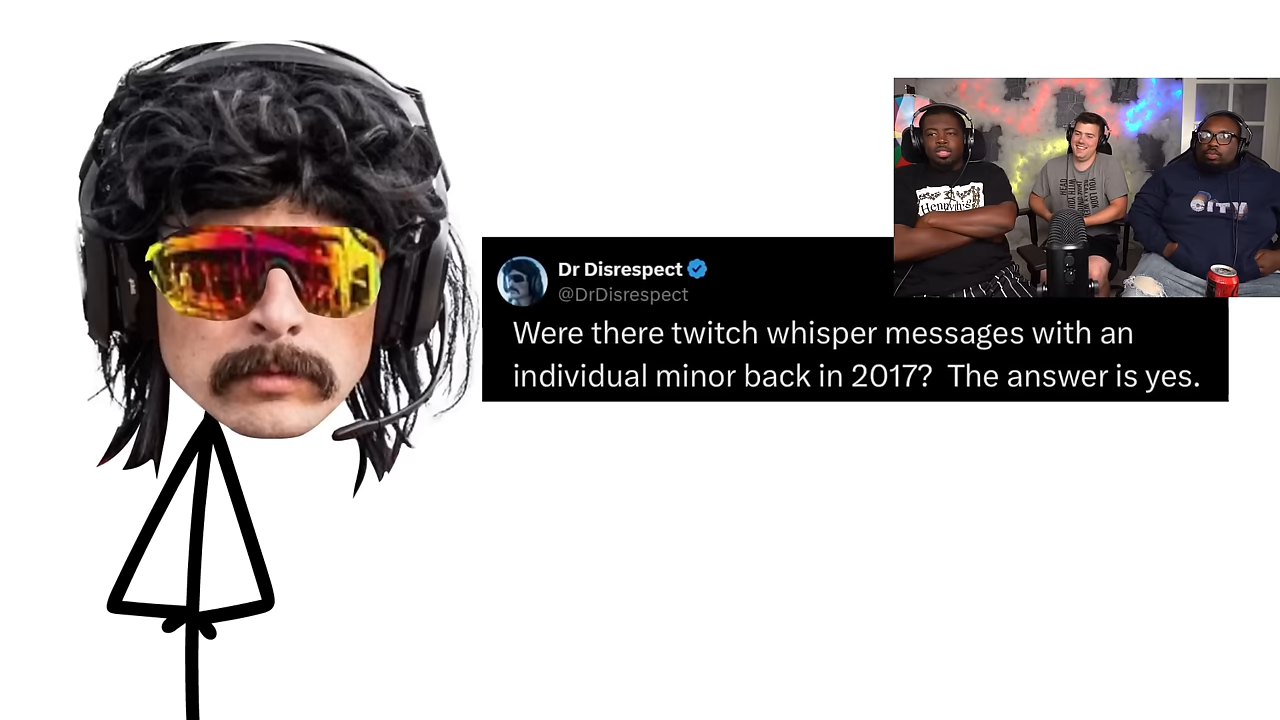 Dr Disrespect
@DrDisrespect
Were there twitch whisper messages with an
individual minor back in 2017?  The answer is yes.
CITY